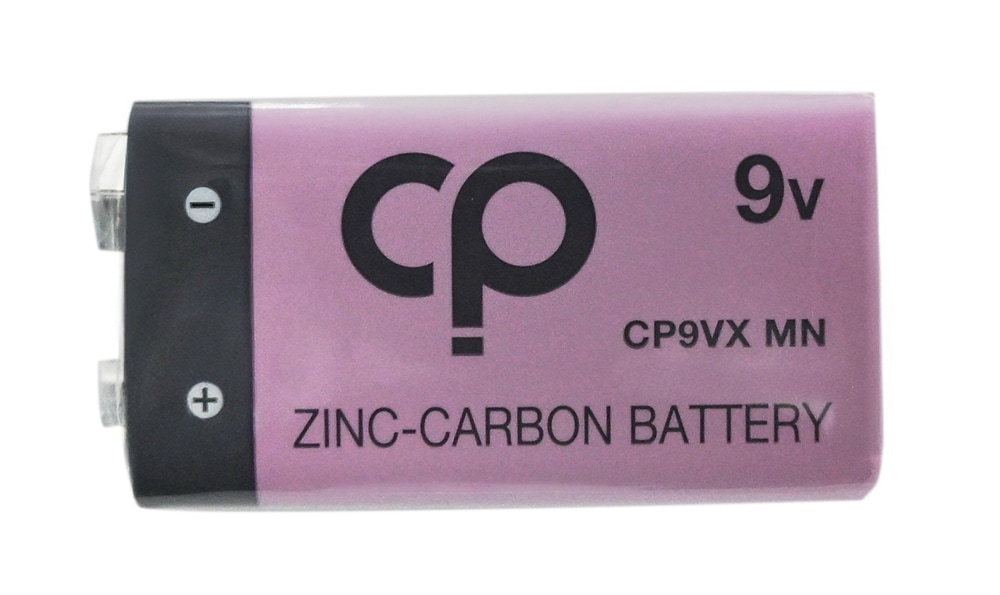 cp
9V
CP9VX MN
ZINC-CARBON BATTERY
−
+